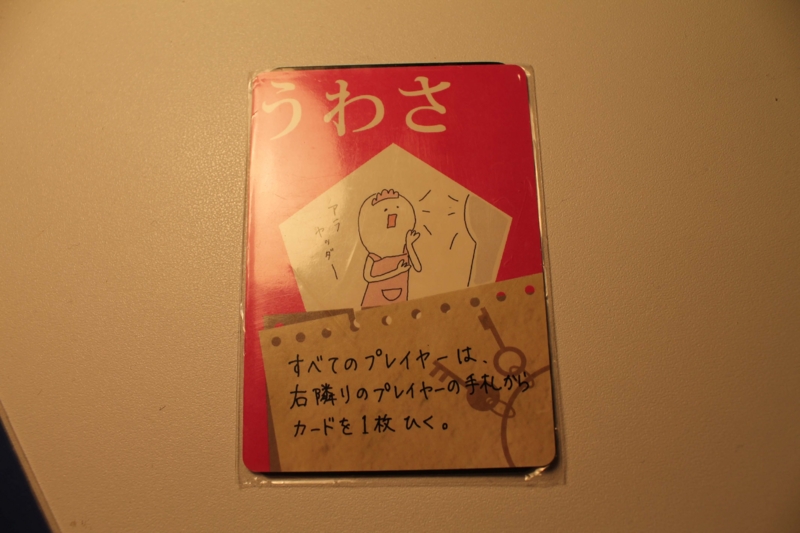 うわさ
アラ
ヤッダー
すべてのプレイヤーは、
右隣りのプレイヤーの手札から
カードを1枚ひく。